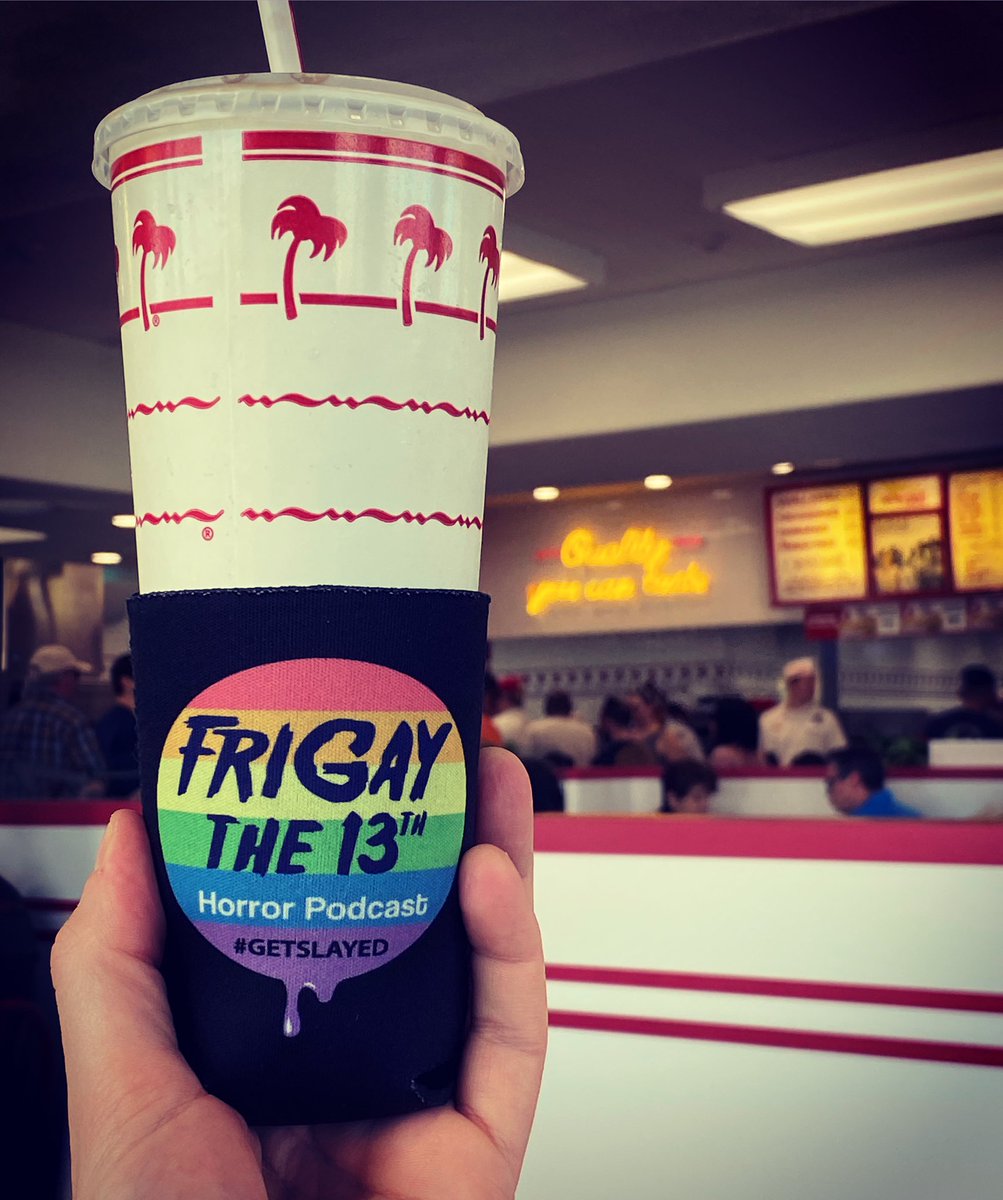 ®
®
Quality
you can taste
FRIGAY
THE 13TH
Horror Podcast
#GETSLAYED